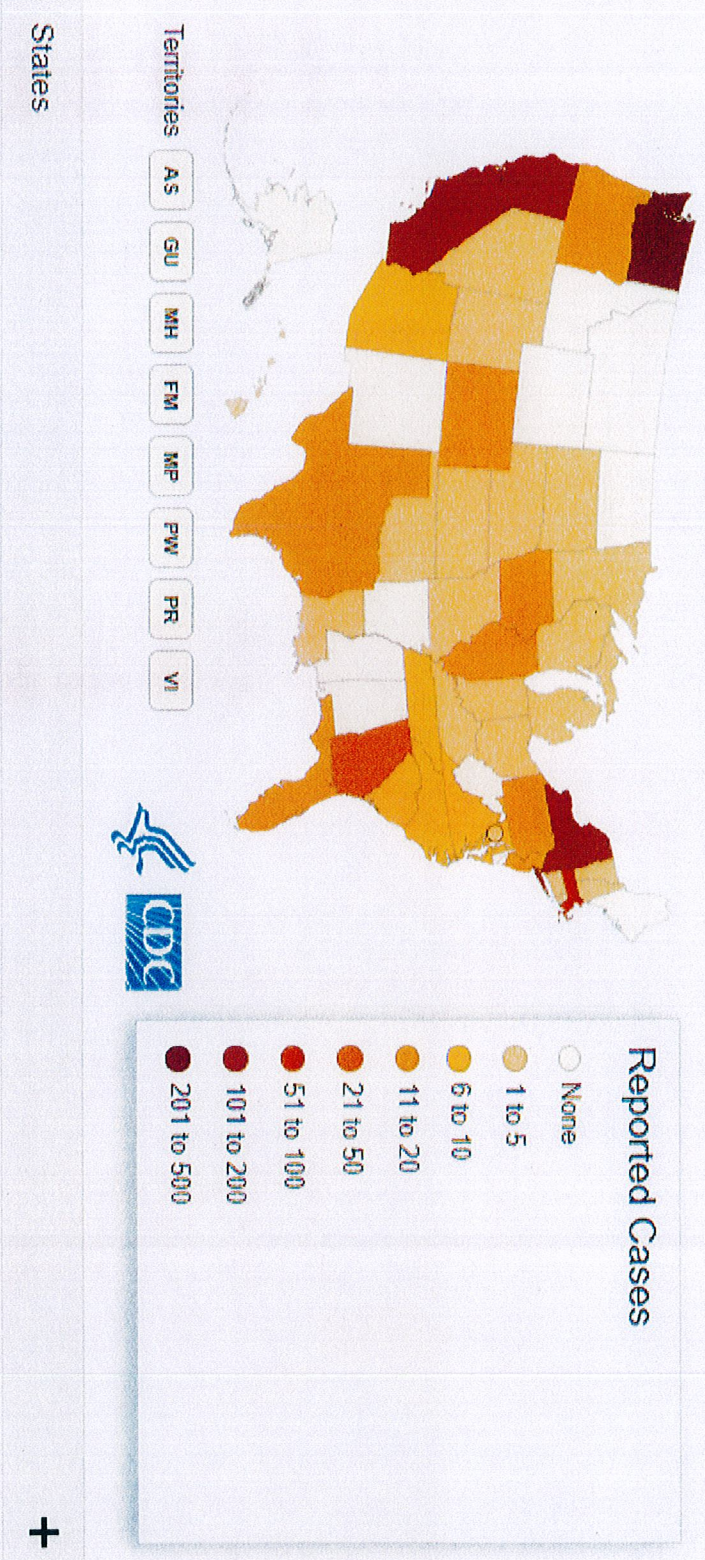 Reported Cases
None
1 to 5
6 to 10
11 to 20
21 to 50
51 to 100
101 to 200
201 to 500
CDC
Territories AS GU MH FM MP PW PR VI
States +